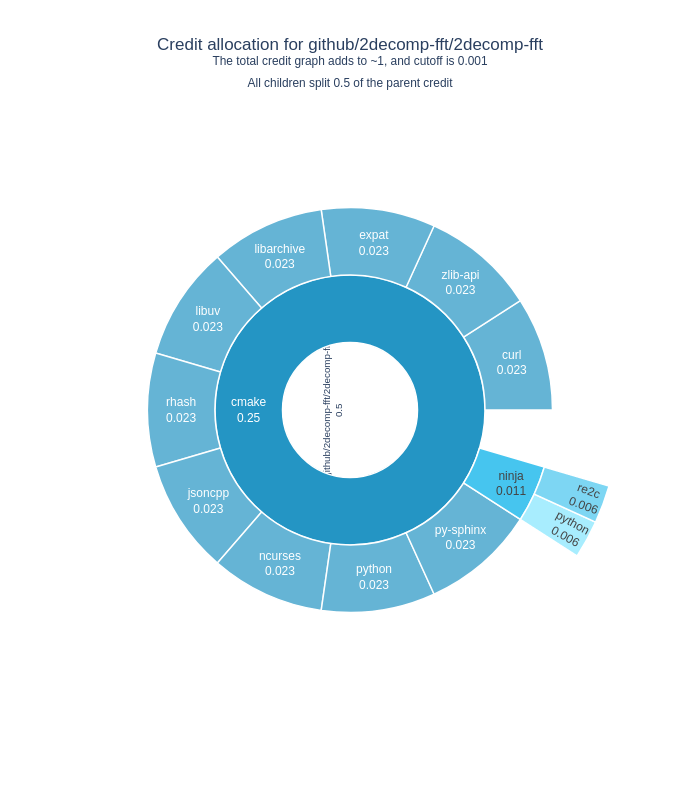 Credit allocation for github/2decomp-fft/2decomp-fft
The total credit graph adds to ~1, and cutoff is 0.001
All children split 0.5 of the parent credit
expat
0.023
libarchive
0.023
zlib-api
0.023
libuv
0.023
curl
0.023
rhash
0.023
cmake
0.25
0.5
ninja
0.011
re2c
0.006
python
0.006
jsoncpp
0.023
py-sphinx
0.023
ncurses
0.023
python
0.023